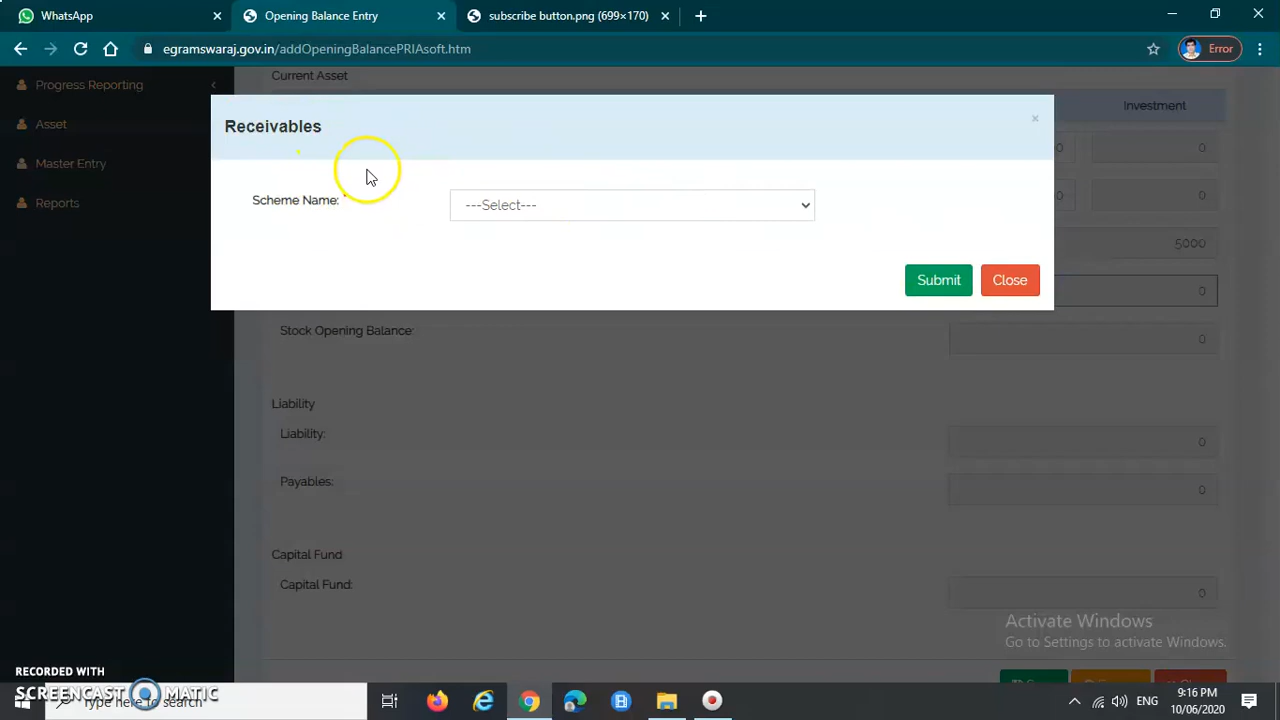 WhatsApp
Opening Balance Entry
subscribe button.png (699×170)
egramswaraj.gov.in/addOpeningBalancePRIAsoft.htm
Error
Progress Reporting
Asset
Master Entry
Reports
Current Asset
Investment
Receivables
Scheme Name:
---Select---
Submit
Close
0
0
0
0
5000
0
Stock Opening Balance:
0
Liability
Liability:
0
Payables:
0
Capital Fund
Capital Fund:
0
Activate Windows
Go to Settings to activate Windows.
RECORDED WITH
SCREENCAST MATIC
Type here to search
ENG
9:16 PM
10/06/2020